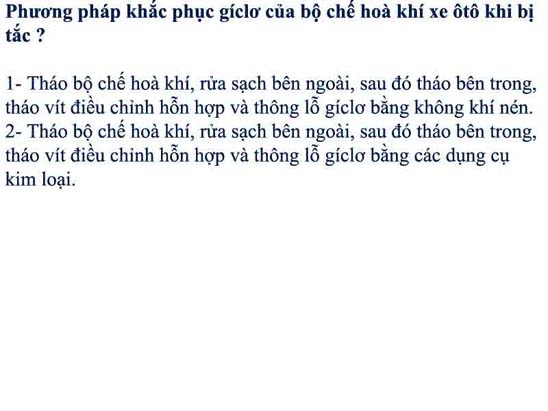 Phương pháp khắc phục gíclơ của bộ chế hoà khí xe ôtô khi bị
tắc ?
1- Tháo bộ chế hoà khí, rửa sạch bên ngoài, sau đó tháo bên trong,
tháo vít điều chỉnh hỗn hợp và thông lỗ gíclơ bằng không khí nén.
2- Tháo bộ chế hoà khí, rửa sạch bên ngoài, sau đó tháo bên trong,
tháo vít điều chỉnh hỗn hợp và thông lỗ gíclơ bằng các dụng cụ
kim loại.